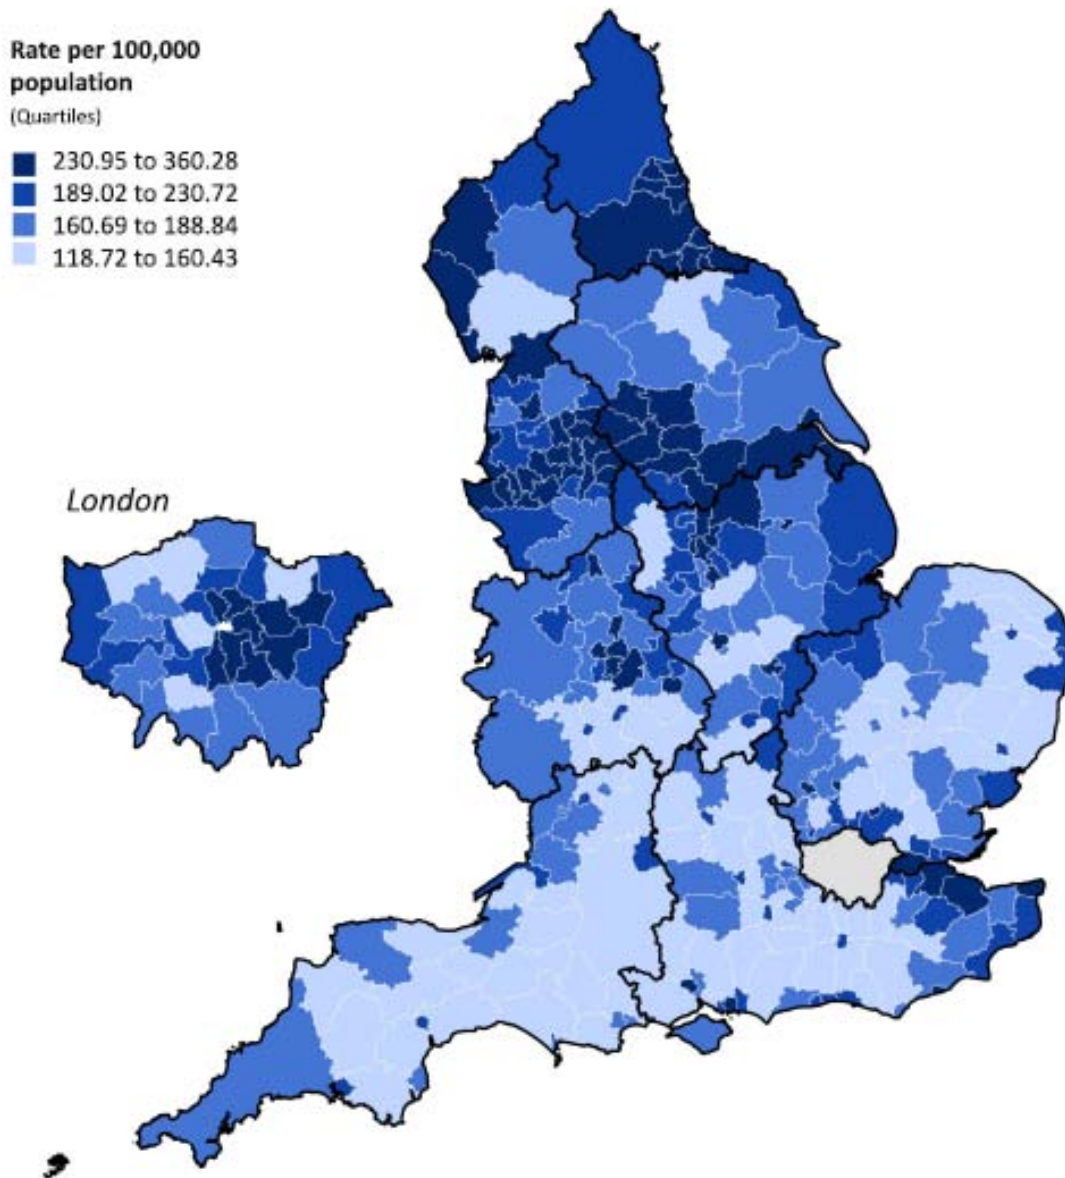 Rate per 100,000
population
(Quartiles)
230.95 to 360.28
189.02 to 230.72
160.69 to 188.84
118.72 to 160.43
London